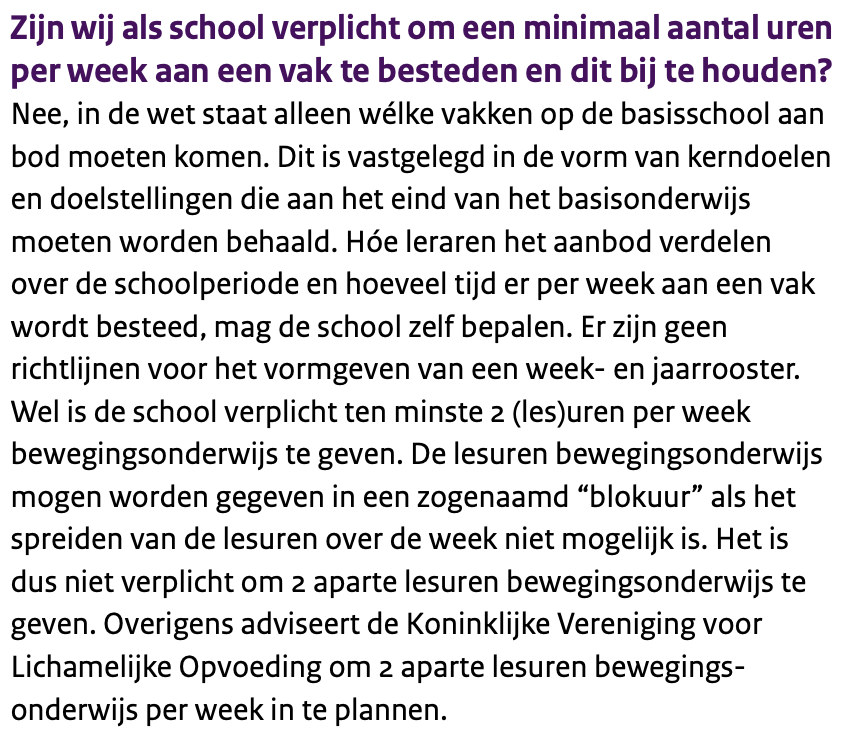 Zijn wij als school verplicht om een minimaal aantal uren
per week aan een vak te besteden en dit bij te houden?
Nee, in de wet staat alleen wélke vakken op de basisschool aan
bod moeten komen. Dit is vastgelegd in de vorm van kerndoelen
en doelstellingen die aan het eind van het basisonderwijs
moeten worden behaald. Hóe leraren het aanbod verdelen
over de schoolperiode en hoeveel tijd er per week aan een vak
wordt besteed, mag de school zelf bepalen. Er zijn geen
richtlijnen voor het vormgeven van een week- en jaarrooster.
Wel is de school verplicht ten minste 2 (les)uren per week
bewegingsonderwijs te geven. De lesuren bewegingsonderwijs
mogen worden gegeven in een zogenaamd “blokuur” als het
spreiden van de lesuren over de week niet mogelijk is. Het is
dus niet verplicht om 2 aparte lesuren bewegingsonderwijs te
geven. Overigens adviseert de Koninklijke Vereniging voor
Lichamelijke Opvoeding om 2 aparte lesuren bewegings-
onderwijs per week in te plannen.